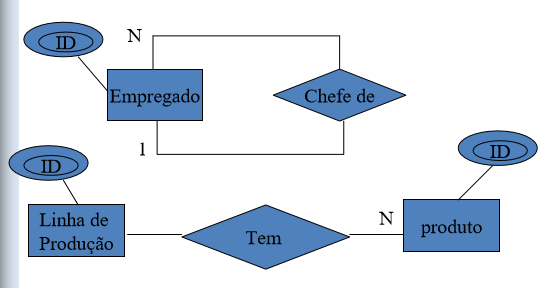 ID
N
Empregado
Chefe de
1
ID
ID
Linha de
Produção
Tem
N
produto